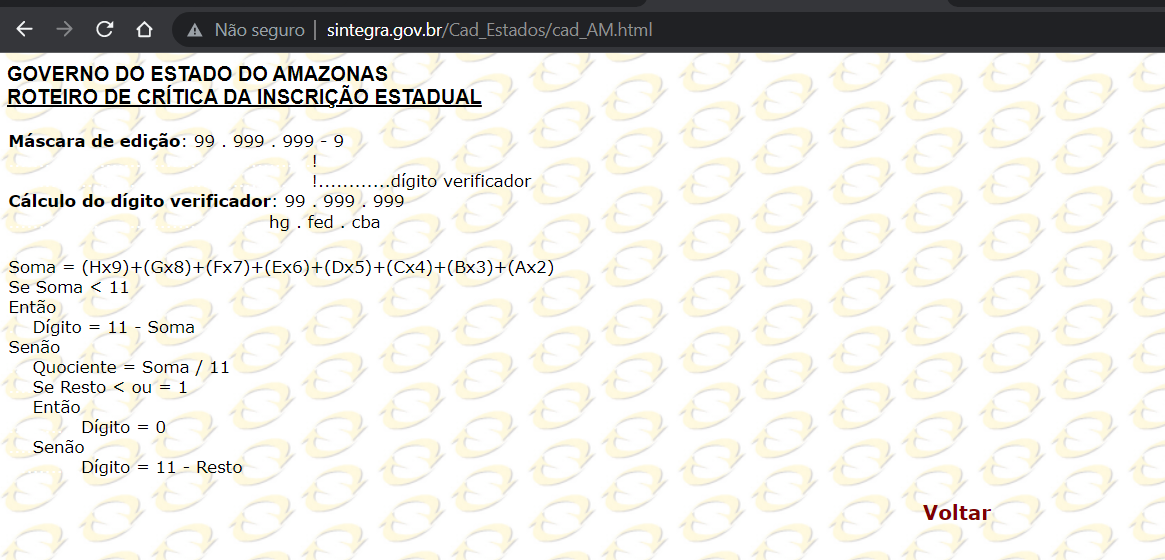 Não seguro | sintegra.gov.br/Cad_Estados/cad_AM.html
GOVERNO DO ESTADO DO AMAZONAS
ROTEIRO DE CRÍTICA DA INSCRIÇÃO ESTADUAL
Máscara de edição: 99 . 999 . 999 - 9
!
!............dígito verificador
Cálculo do dígito verificador: 99 . 999 . 999
hg . fed . cba
Soma = (Hx9)+(Gx8)+(Fx7)+(Ex6)+(Dx5)+(Cx4)+(Bx3)+(Ax2)
Se Soma < 11
Então
Dígito = 11 - Soma
Senão
Quociente = Soma / 11
Se Resto < ou = 1
Então
Dígito = 0
Senão
Dígito = 11 - Resto
Voltar